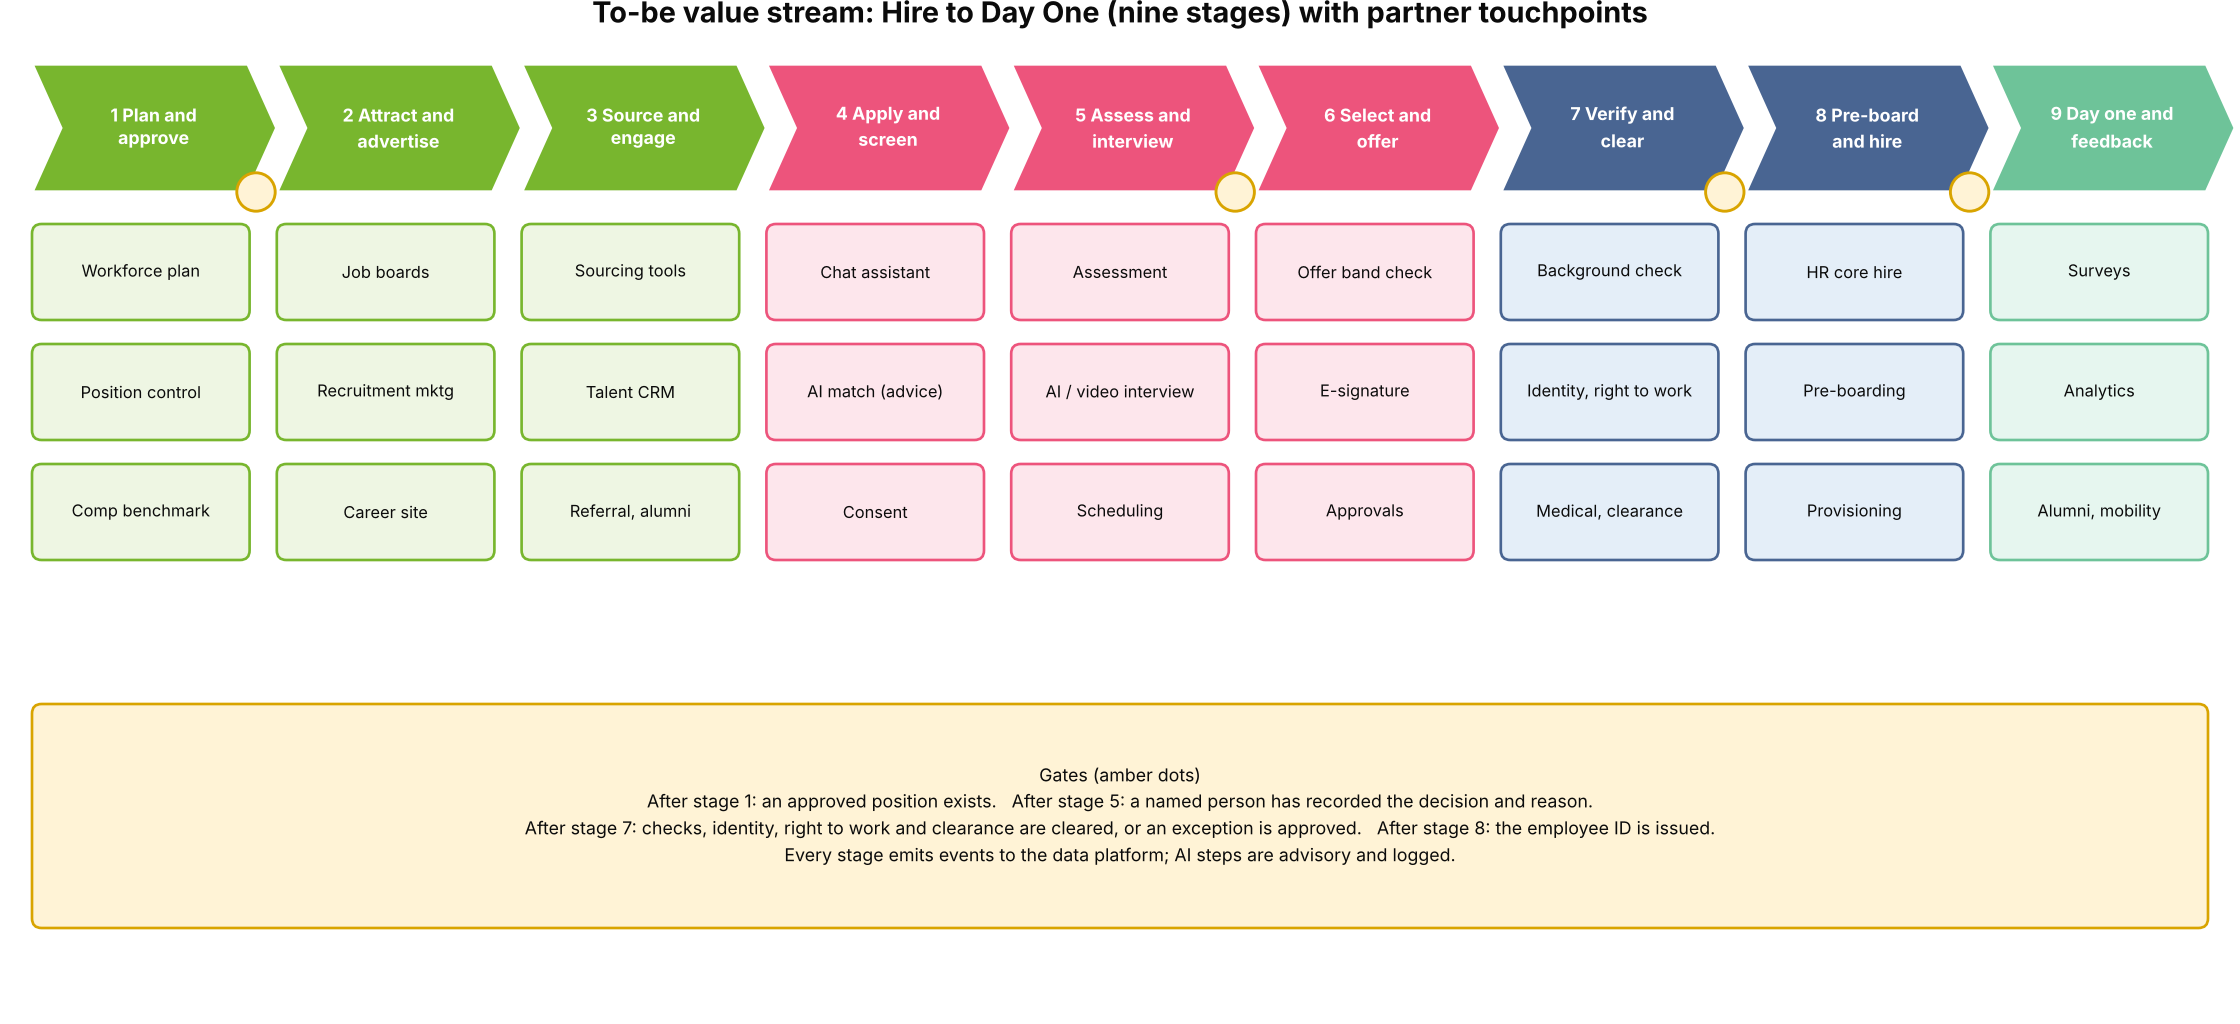 To-be value stream: Hire to Day One (nine stages) with partner touchpoints
1 Plan and
approve
2 Attract and
advertise
3 Source and
engage
4 Apply and
screen
5 Assess and
interview
6 Select and
offer
7 Verify and
clear
8 Pre-board
and hire
9 Day one and
feedback
Workforce plan
Job boards
Sourcing tools
Chat assistant
Assessment
Offer band check
Background check
HR core hire
Surveys
Position control
Recruitment mktg
Talent CRM
AI match (advice)
AI / video interview
E-signature
Identity, right to work
Pre-boarding
Analytics
Comp benchmark
Career site
Referral, alumni
Consent
Scheduling
Approvals
Medical, clearance
Provisioning
Alumni, mobility
Gates (amber dots)
After stage 1: an approved position exists.   After stage 5: a named person has recorded the decision and reason.
After stage 7: checks, identity, right to work and clearance are cleared, or an exception is approved.   After stage 8: the employee ID is issued.
Every stage emits events to the data platform; AI steps are advisory and logged.